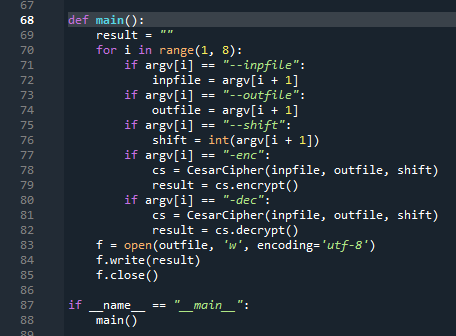 67
68 def main():
69     result = ""
70     for i in range(1, 8):
71         if argv[i] == "--inpfile":
72             inpfile = argv[i + 1]
73         if argv[i] == "--outfile":
74             outfile = argv[i + 1]
75         if argv[i] == "--shift":
76             shift = int(argv[i + 1])
77         if argv[i] == "-enc":
78             cs = CesarCipher(inpfile, outfile, shift)
79             result = cs.encrypt()
80         if argv[i] == "-dec":
81             cs = CesarCipher(inpfile, outfile, shift)
82             result = cs.decrypt()
83     f = open(outfile, 'w', encoding='utf-8')
84     f.write(result)
85     f.close()
86
87 if __name__ == "__main__":
88     main()